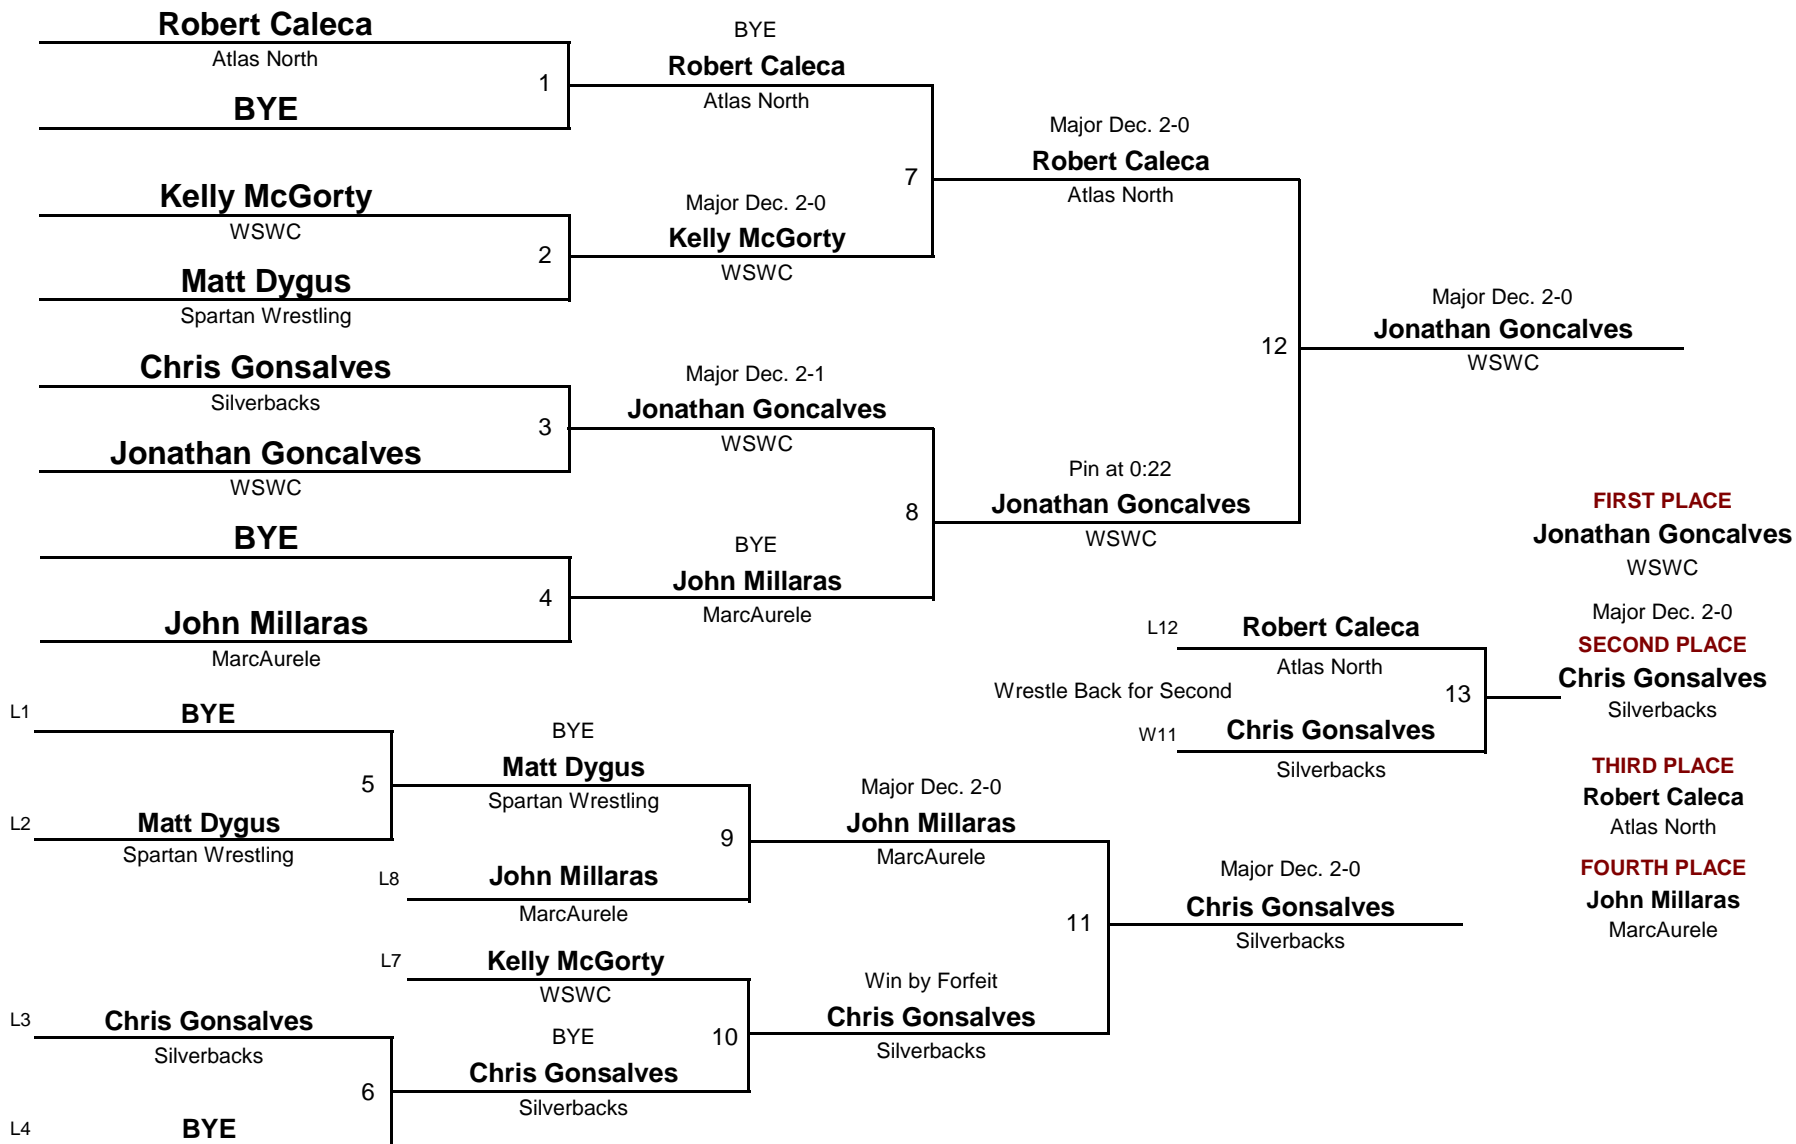 Robert Caleca
Atlas North
1
BYE
BYE
Robert Caleca
Atlas North
Kelly McGorty
WSWC
2
Matt Dygus
Spartan Wrestling
Major Dec. 2-0
Kelly McGorty
WSWC
7
Major Dec. 2-0
Robert Caleca
Atlas North
Chris Gonsalves
Silverbacks
3
Jonathan Goncalves
WSWC
Major Dec. 2-1
Jonathan Goncalves
WSWC
BYE
4
John Millaras
MarcAurele
BYE
John Millaras
MarcAurele
8
Pin at 0:22
Jonathan Goncalves
WSWC
12
Major Dec. 2-0
Jonathan Goncalves
WSWC
FIRST PLACE
Jonathan Goncalves
WSWC
L12
Robert Caleca
Atlas North
Wrestle Back for Second
13
W11
Chris Gonsalves
Silverbacks
Major Dec. 2-0
SECOND PLACE
Chris Gonsalves
Silverbacks
THIRD PLACE
Robert Caleca
Atlas North
FOURTH PLACE
John Millaras
MarcAurele
L1
BYE
5
L2
Matt Dygus
Spartan Wrestling
BYE
Matt Dygus
Spartan Wrestling
9
L8
John Millaras
MarcAurele
Major Dec. 2-0
John Millaras
MarcAurele
L7
Kelly McGorty
WSWC
10
L3
Chris Gonsalves
Silverbacks
6
L4
BYE
BYE
Chris Gonsalves
Silverbacks
Win by Forfeit
Chris Gonsalves
Silverbacks
11
Major Dec. 2-0
Chris Gonsalves
Silverbacks